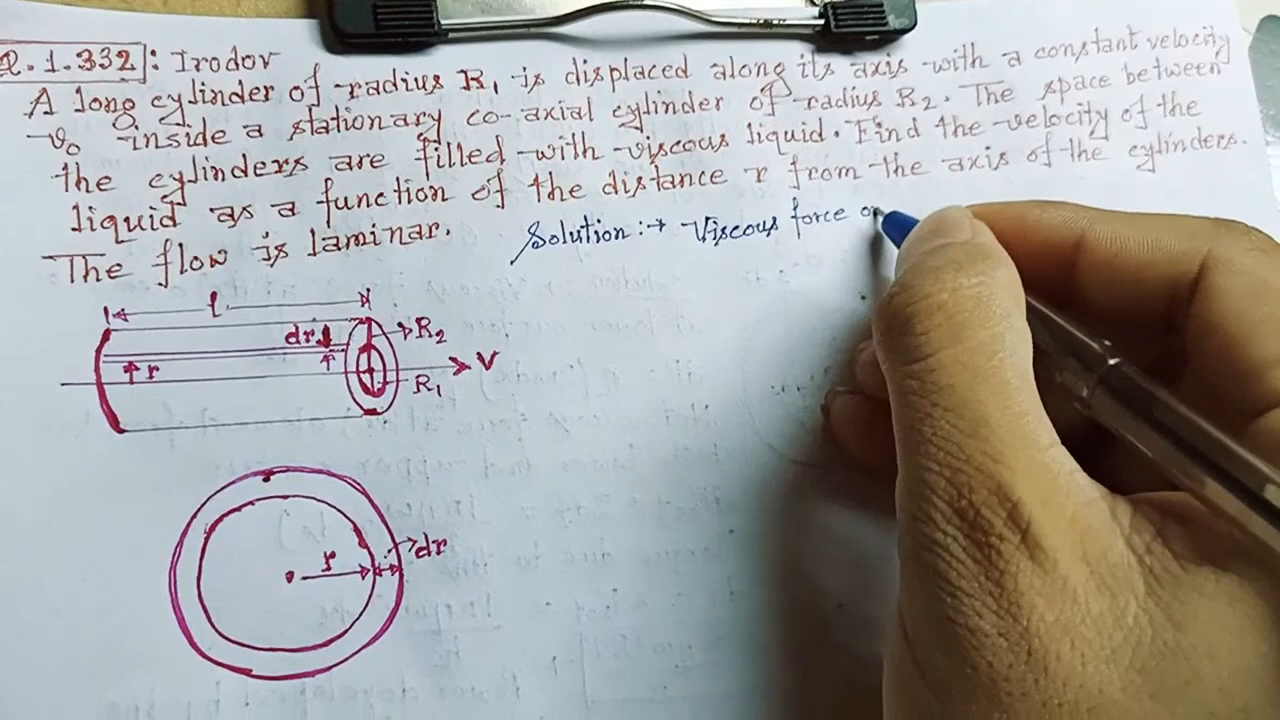 Q.1.332: Irodov
A long cylinder of radius R₁ is displaced along its axis with a constant velocity
v₀ inside a stationary co-axial cylinder of radius R₂. The space between
the cylinders are filled with viscous liquid. Find the velocity of the
liquid as a function of the distance r from the axis of the cylinders.
The flow is laminar.
Solution:→ Viscous force o
l
dr
R₂
r
V
R₁
r
dr